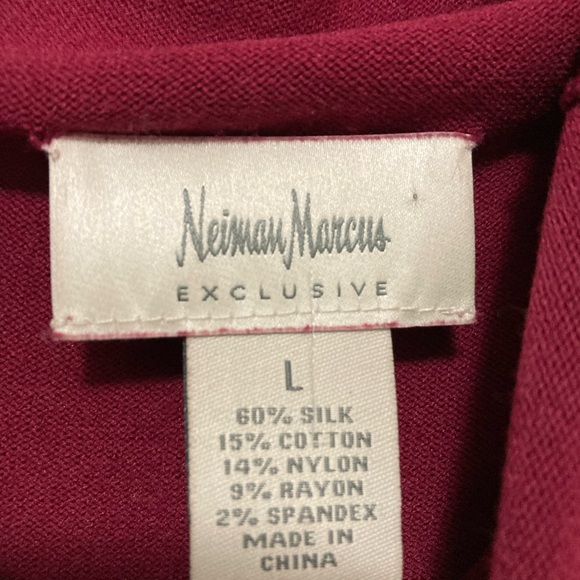 Neiman Marcus
EXCLUSIVE
L
60% SILK
15% COTTON
14% NYLON
9% RAYON
2% SPANDEX
MADE IN
CHINA